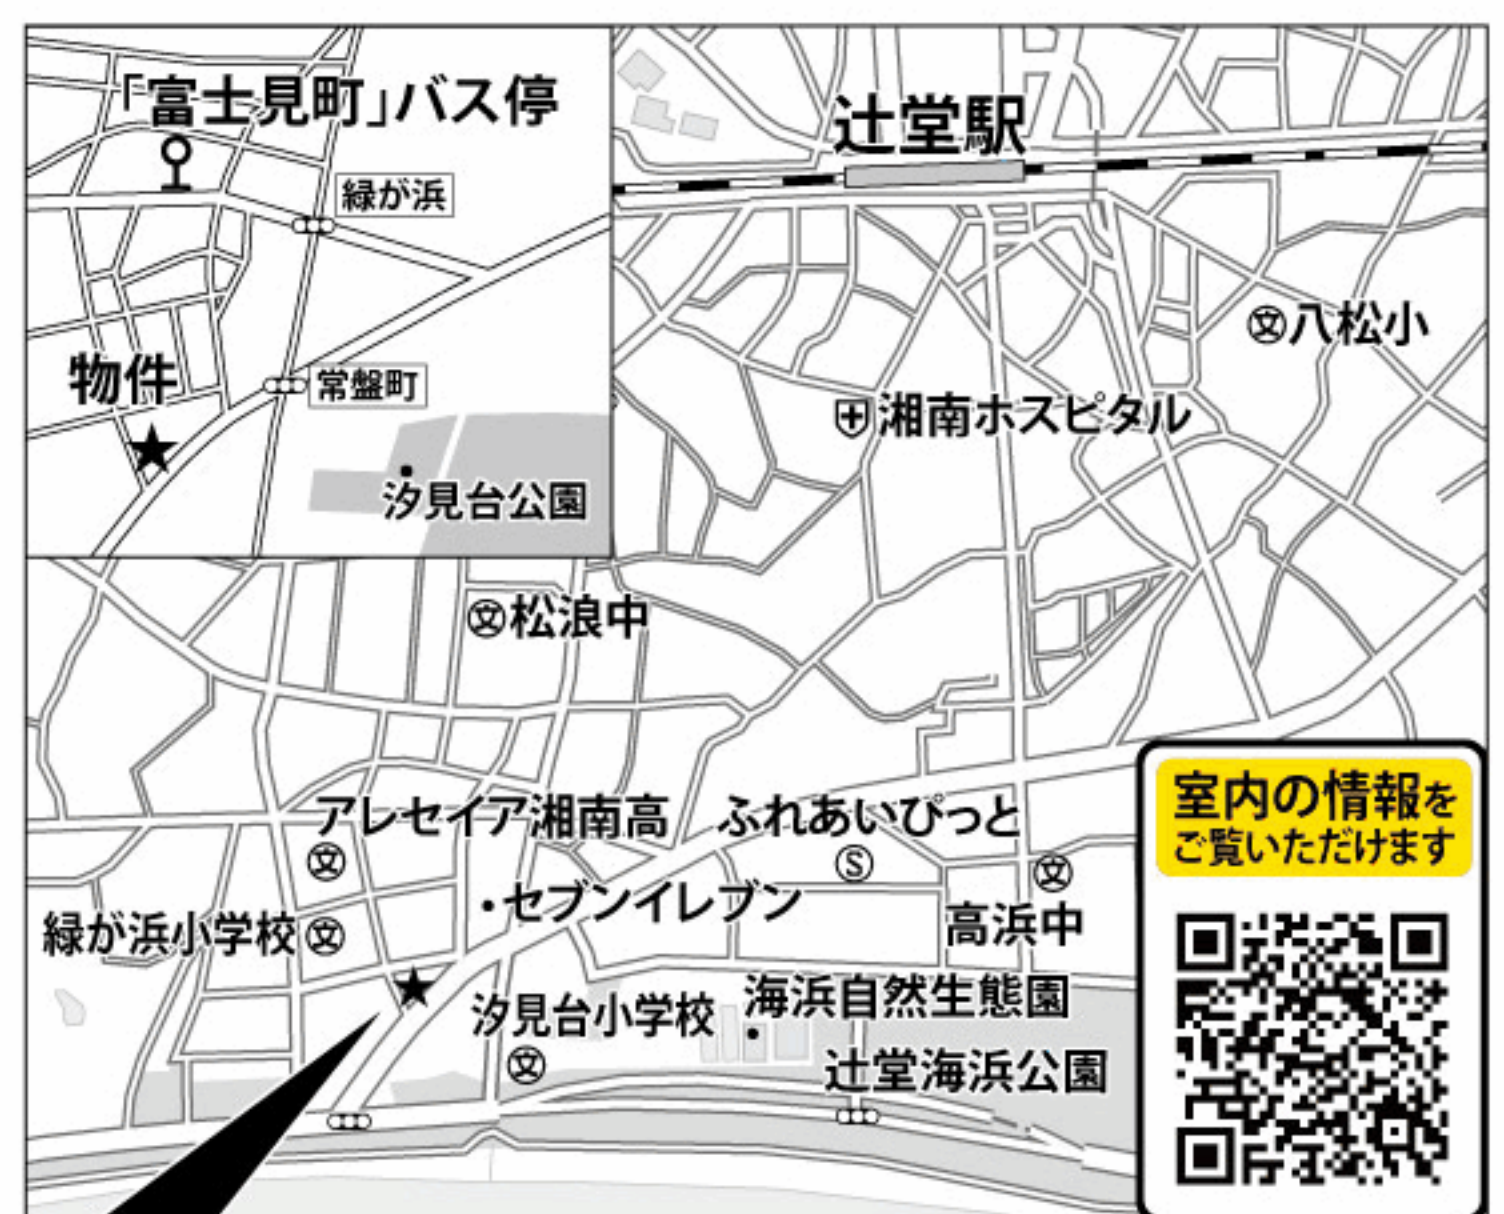 「富士見町」バス停
辻堂駅
緑が浜
八松小
物件
常盤町
湘南ホスピタル
汐見台公園
松浪中
室内の情報を
ご覧いただけます
アレセイア湘南高
ふれあいぴっと
Ⓢ
・セブンイレブン
高浜中
緑が浜小学校
汐見台小学校
海浜自然生態園
辻堂海浜公園